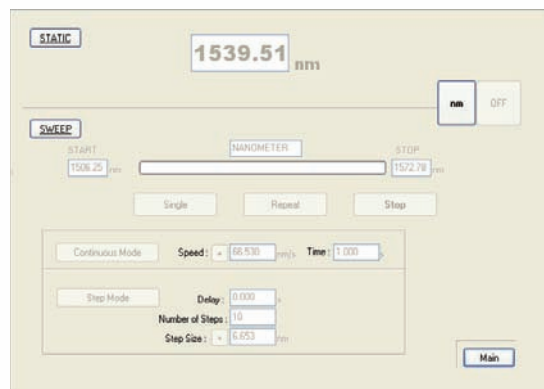 STATIC
1539.51 nm
nm OFF
SWEEP
START NANOMETER STOP
1506.25 nm 1572.78 nm
Single Repeat Stop
Continuous Mode Speed : + 66.530 nm/s Time : 1.000 s
Step Mode Delay : 0.000 s
Number of Steps : 10
Step Size : + 6.653 nm
Main